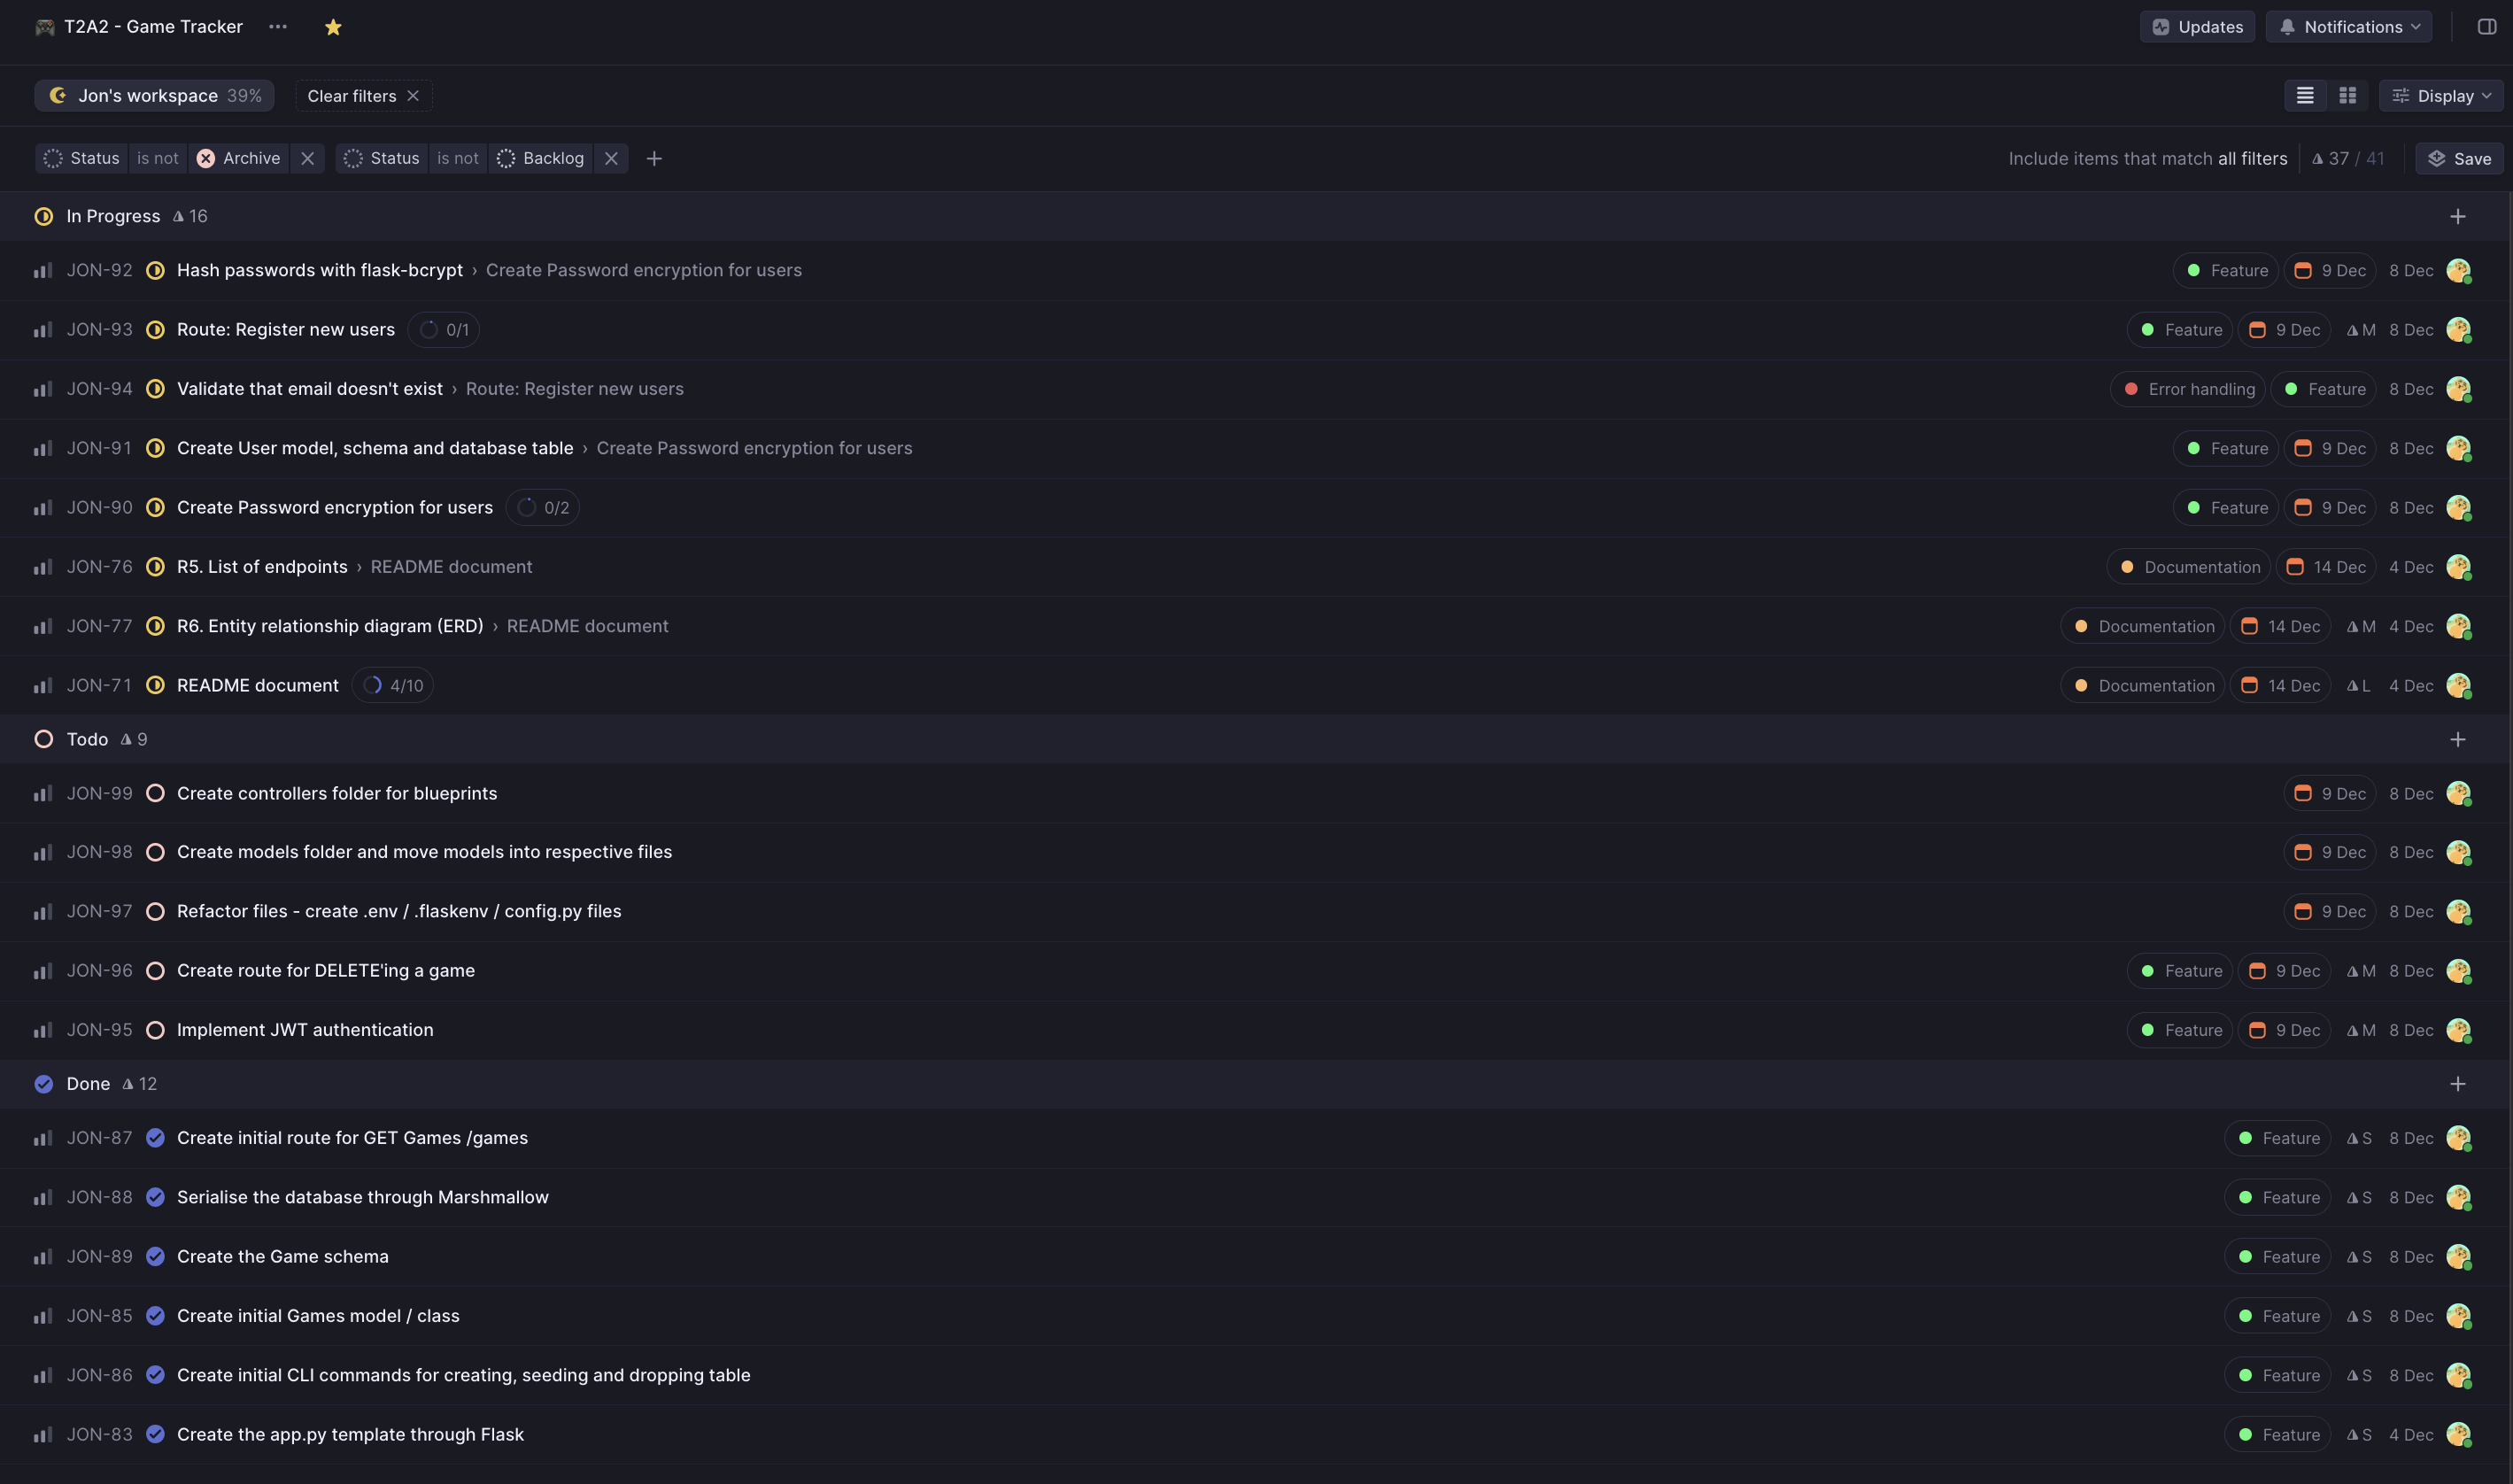 T2A2 - Game Tracker Updates Notifications
Jon's workspace 39% Clear filters Display
Status is not Archive Status is not Backlog Include items that match all filters 37 / 41 Save
In Progress 16
JON-92 Hash passwords with flask-bcrypt › Create Password encryption for users Feature 9 Dec 8 Dec
JON-93 Route: Register new users 0/1 Feature 9 Dec M 8 Dec
JON-94 Validate that email doesn't exist › Route: Register new users Error handling Feature 8 Dec
JON-91 Create User model, schema and database table › Create Password encryption for users Feature 9 Dec 8 Dec
JON-90 Create Password encryption for users 0/2 Feature 9 Dec 8 Dec
JON-76 R5. List of endpoints › README document Documentation 14 Dec 4 Dec
JON-77 R6. Entity relationship diagram (ERD) › README document Documentation 14 Dec M 4 Dec
JON-71 README document 4/10 Documentation 14 Dec L 4 Dec
Todo 9
JON-99 Create controllers folder for blueprints 9 Dec 8 Dec
JON-98 Create models folder and move models into respective files 9 Dec 8 Dec
JON-97 Refactor files - create .env / .flaskenv / config.py files 9 Dec 8 Dec
JON-96 Create route for DELETE'ing a game Feature 9 Dec M 8 Dec
JON-95 Implement JWT authentication Feature 9 Dec M 8 Dec
Done 12
JON-87 Create initial route for GET Games /games Feature S 8 Dec
JON-88 Serialise the database through Marshmallow Feature S 8 Dec
JON-89 Create the Game schema Feature S 8 Dec
JON-85 Create initial Games model / class Feature S 8 Dec
JON-86 Create initial CLI commands for creating, seeding and dropping table Feature S 8 Dec
JON-83 Create the app.py template through Flask Feature S 4 Dec